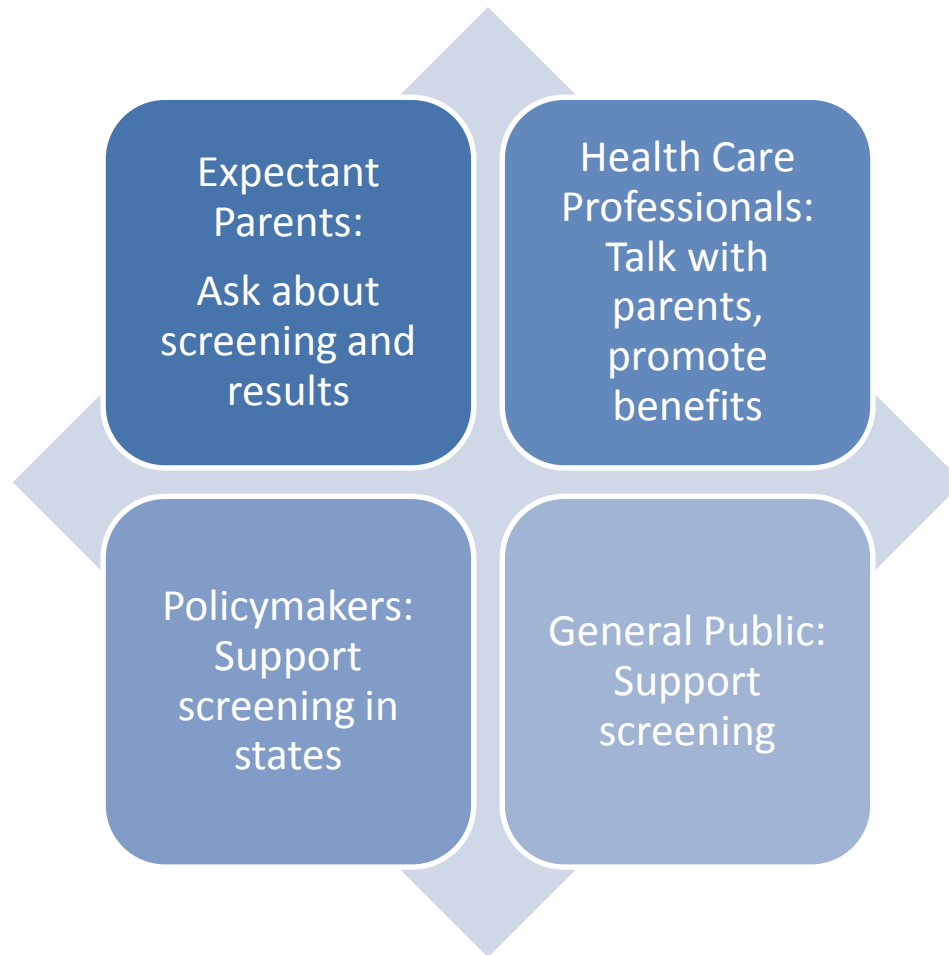 Expectant
Parents:
Ask about
screening and
results
Health Care
Professionals:
Talk with
parents,
promote
benefits
Policymakers:
Support
screening in
states
General Public:
Support
screening